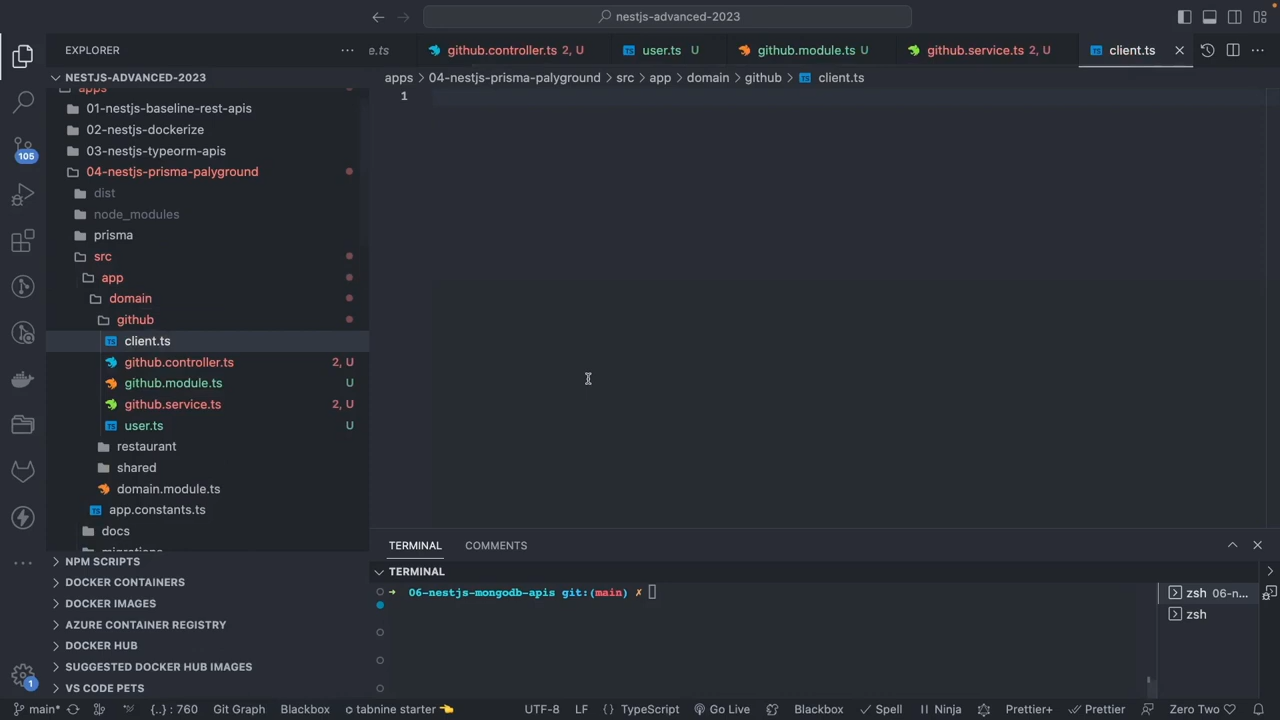 nestjs-advanced-2023
EXPLORER
e.ts
github.controller.ts 2, U
user.ts U
github.module.ts U
github.service.ts 2, U
client.ts
NESTJS-ADVANCED-2023
apps
01-nestjs-baseline-rest-apis
02-nestjs-dockerize
03-nestjs-typeorm-apis
04-nestjs-prisma-palyground
dist
node_modules
prisma
src
app
domain
github
client.ts
github.controller.ts 2, U
github.module.ts U
github.service.ts 2, U
user.ts U
restaurant
shared
domain.module.ts
app.constants.ts
docs
migrations
NPM SCRIPTS
DOCKER CONTAINERS
DOCKER IMAGES
AZURE CONTAINER REGISTRY
DOCKER HUB
SUGGESTED DOCKER HUB IMAGES
VS CODE PETS
105
1
apps > 04-nestjs-prisma-palyground > src > app > domain > github > client.ts
1
TERMINAL COMMENTS
TERMINAL
06-nestjs-mongodb-apis git:(main) ✗
zsh 06-n...
zsh
main* {..} : 760 Git Graph Blackbox tabnine starter UTF-8 LF {} TypeScript Go Live Blackbox Spell Ninja Prettier+ Prettier Zero Two